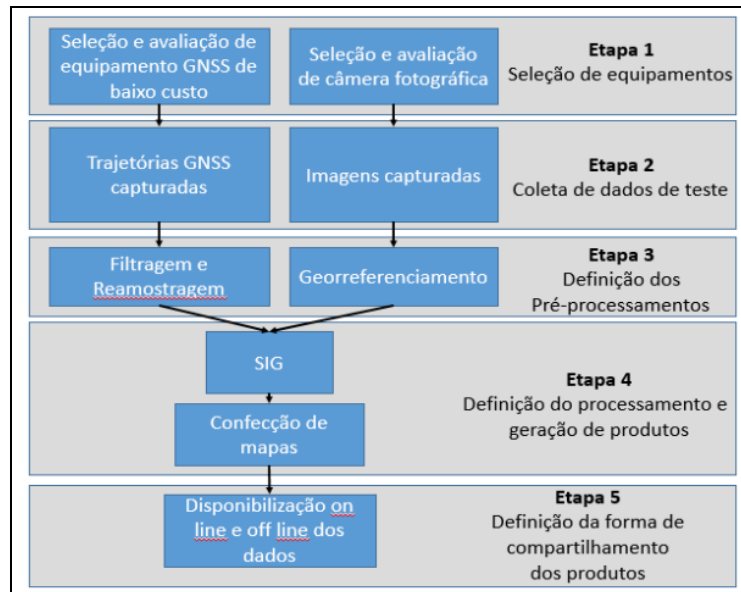 Seleção e avaliação de
equipamento GNSS de
baixo custo
Seleção e avaliação
de câmera fotográfica
Etapa 1
Seleção de equipamentos
Trajetórias GNSS
capturadas
Imagens capturadas
Etapa 2
Coleta de dados de teste
Filtragem e
Reamostragem
Georreferenciamento
Etapa 3
Definição dos
Pré-processamentos
SIG
Confecção de
mapas
Etapa 4
Definição do processamento e
geração de produtos
Disponibilização on
line e off line dos
dados
Etapa 5
Definição da forma de
compartilhamento
dos produtos